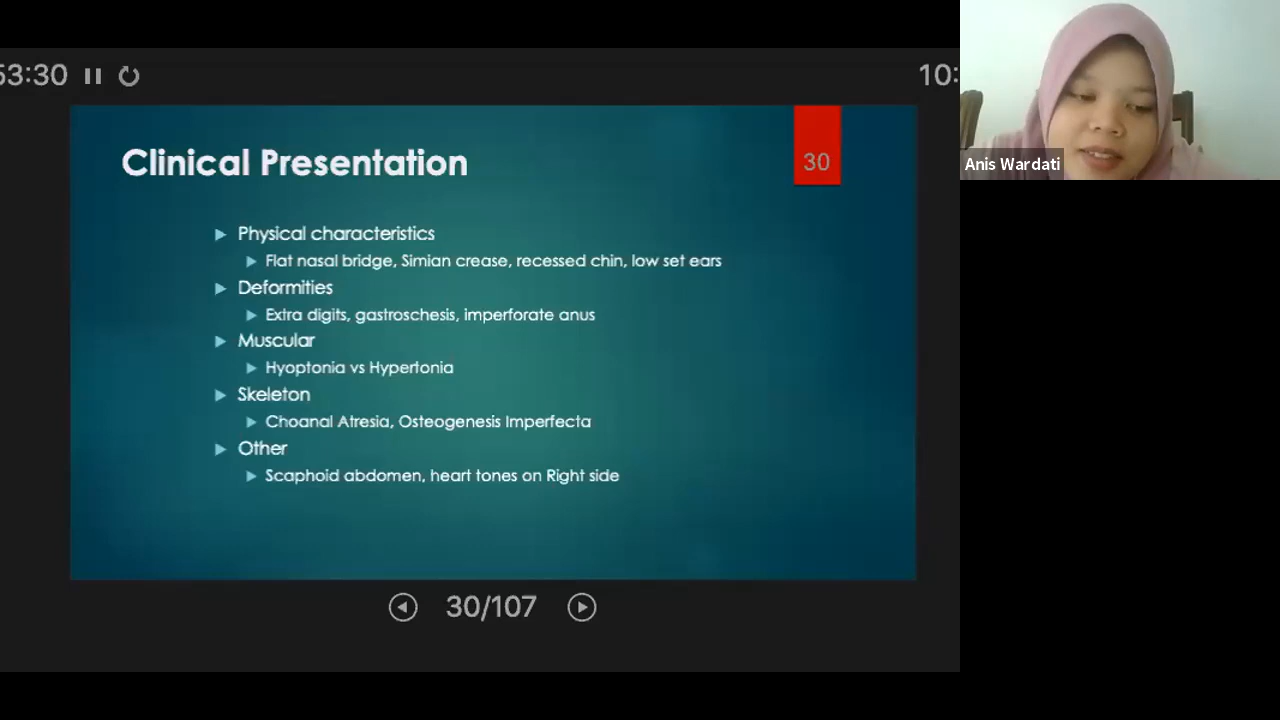 53:30
10:
Clinical Presentation
30
Physical characteristics
Flat nasal bridge, Simian crease, recessed chin, low set ears
Deformities
Extra digits, gastroschesis, imperforate anus
Muscular
Hyoptonia vs Hypertonia
Skeleton
Choanal Atresia, Osteogenesis Imperfecta
Other
Scaphoid abdomen, heart tones on Right side
30/107
Anis Wardati